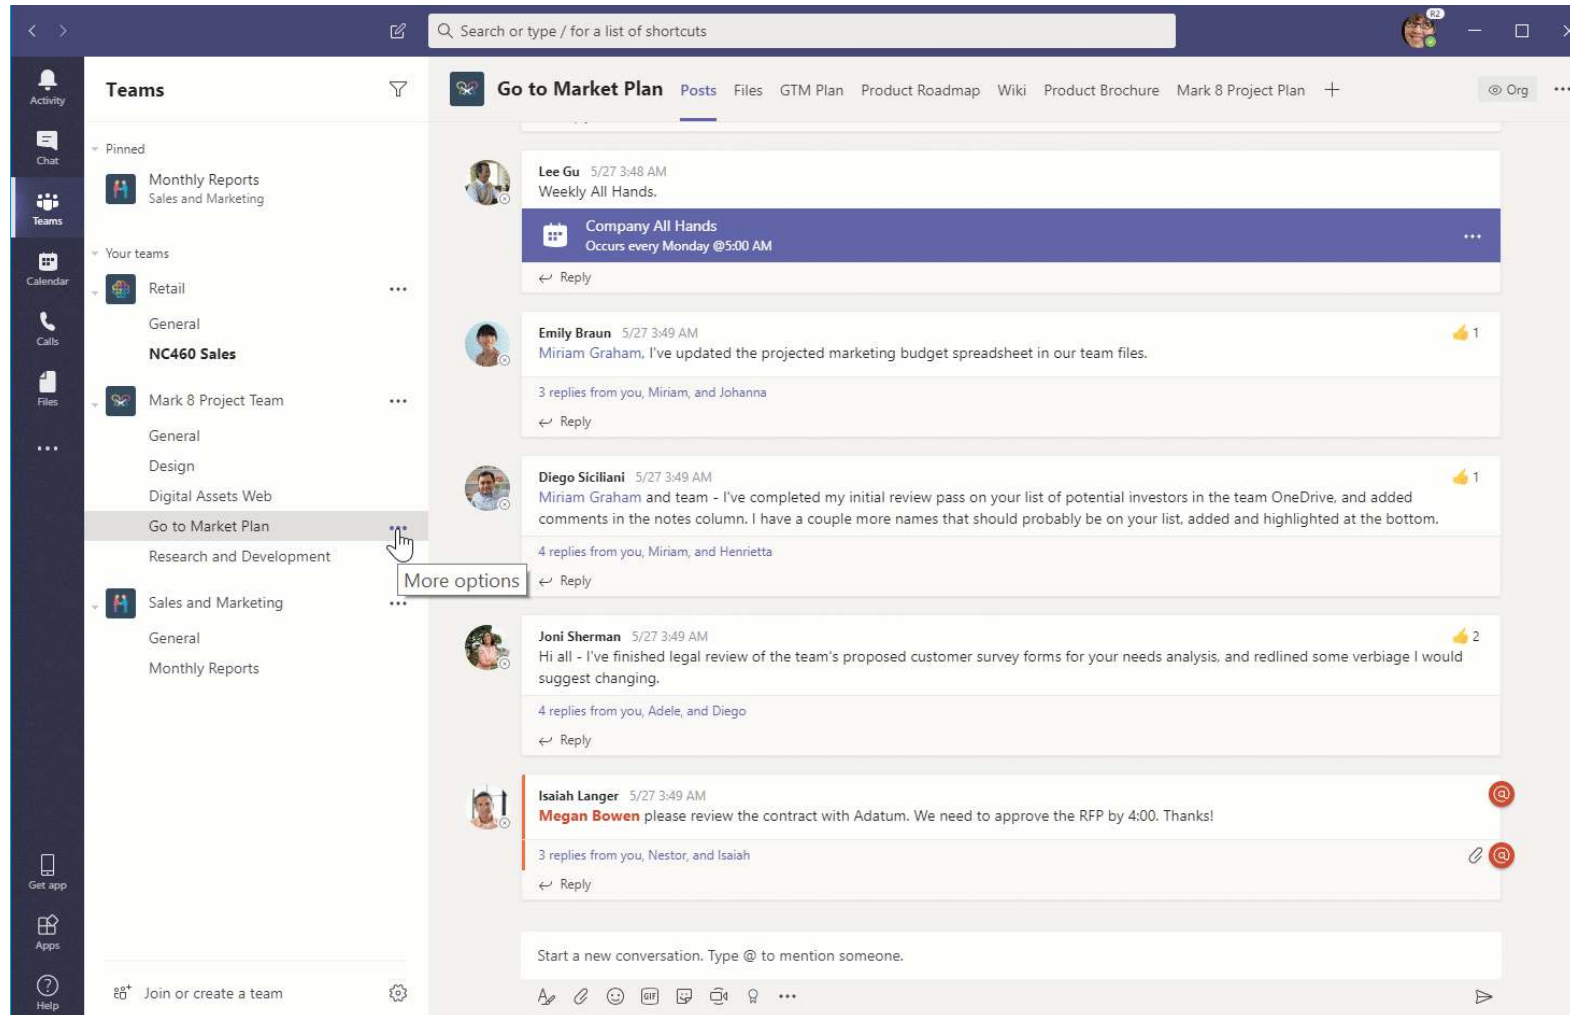 Search or type / for a list of shortcuts
R2
Activity
Chat
Teams
Calendar
Calls
Files
Get app
Apps
Help
Teams
Pinned
Monthly Reports
Sales and Marketing
Your teams
Retail
General
NC460 Sales
Mark 8 Project Team
General
Design
Digital Assets Web
Go to Market Plan
Research and Development
More options
Sales and Marketing
General
Monthly Reports
Join or create a team
Go to Market Plan Posts Files GTM Plan Product Roadmap Wiki Product Brochure Mark 8 Project Plan
Org
Lee Gu 5/27 3:48 AM
Weekly All Hands.
Company All Hands
Occurs every Monday @5:00 AM
Reply
Emily Braun 5/27 3:49 AM
1
Miriam Graham, I've updated the projected marketing budget spreadsheet in our team files.
3 replies from you, Miriam, and Johanna
Reply
Diego Siciliani 5/27 3:49 AM
1
Miriam Graham and team - I've completed my initial review pass on your list of potential investors in the team OneDrive, and added
comments in the notes column. I have a couple more names that should probably be on your list, added and highlighted at the bottom.
4 replies from you, Miriam, and Henrietta
Reply
Joni Sherman 5/27 3:49 AM
2
Hi all - I've finished legal review of the team's proposed customer survey forms for your needs analysis, and redlined some verbiage I would
suggest changing.
4 replies from you, Adele, and Diego
Reply
Isaiah Langer 5/27 3:49 AM
Megan Bowen please review the contract with Adatum. We need to approve the RFP by 4:00. Thanks!
3 replies from you, Nestor, and Isaiah
Reply
Start a new conversation. Type @ to mention someone.
GIF